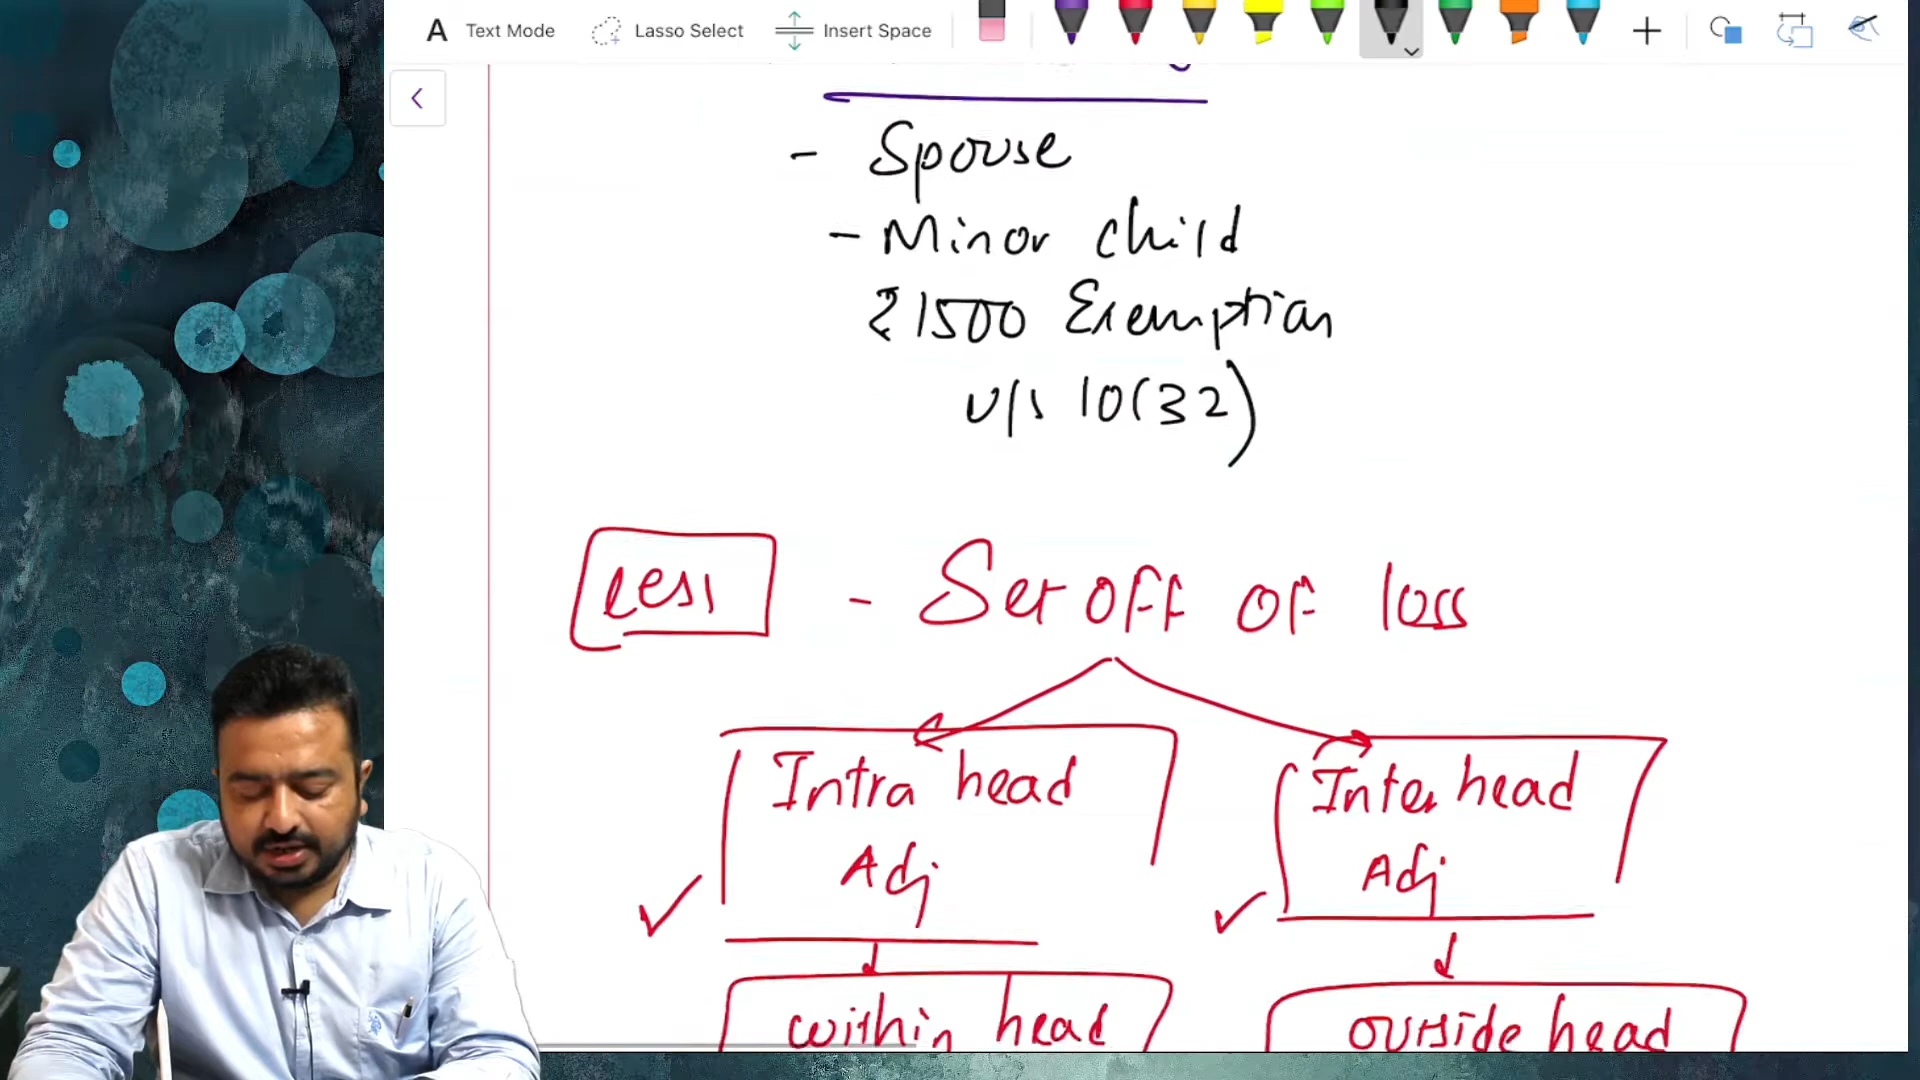 A Text Mode Lasso Select Insert Space
- Spouse
- Minor child
₹1500 Exemption
u/s 10(32)
Less - Set off of loss
Intra head Inter head
Adj Adj
within head outside head